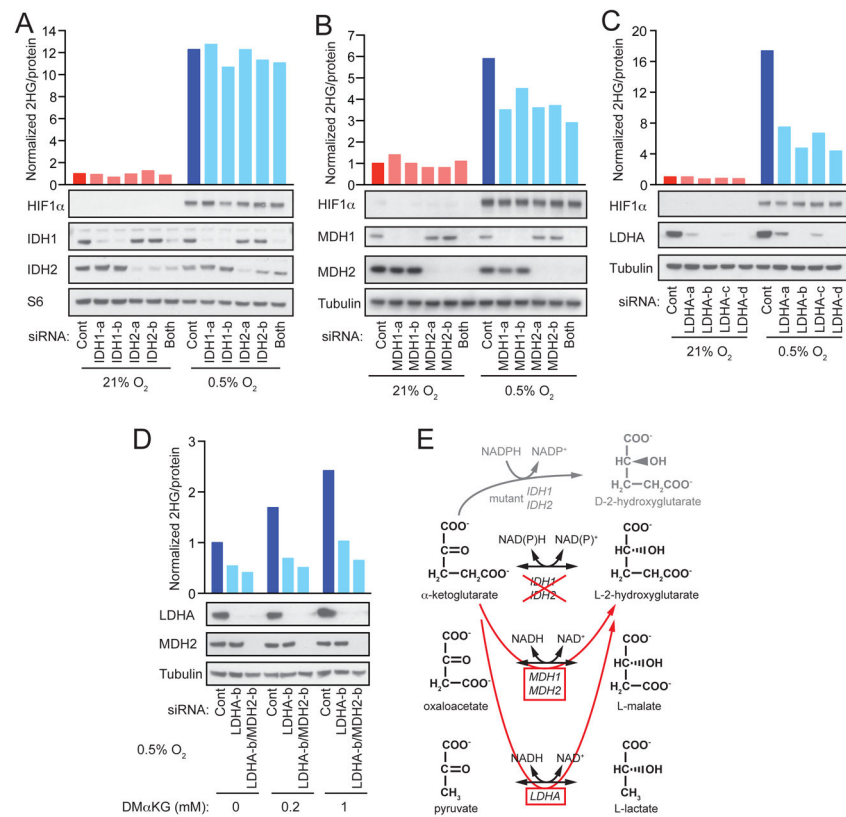 A
Normalized 2HG/protein
14
12
10
8
6
4
2
0
HIF1α
IDH1
IDH2
S6
siRNA:
Cont
IDH1-a
IDH1-b
IDH2-a
IDH2-b
Both
Cont
IDH1-a
IDH1-b
IDH2-a
IDH2-b
Both
21% O₂
0.5% O₂
B
Normalized 2HG/protein
7
6
5
4
3
2
1
0
HIF1α
MDH1
MDH2
Tubulin
siRNA:
Cont
MDH1-a
MDH1-b
MDH2-a
MDH2-b
Both
Cont
MDH1-a
MDH1-b
MDH2-a
MDH2-b
Both
21% O₂
0.5% O₂
C
Normalized 2HG/protein
20
15
10
5
0
HIF1α
LDHA
Tubulin
siRNA:
Cont
LDHA-a
LDHA-b
LDHA-c
LDHA-d
Cont
LDHA-a
LDHA-b
LDHA-c
LDHA-d
21% O₂
0.5% O₂
D
Normalized 2HG/protein
3
2
1
0
LDHA
MDH2
Tubulin
siRNA:
Cont
LDHA-b
LDHA-b/MDH2-b
Cont
LDHA-b
LDHA-b/MDH2-b
Cont
LDHA-b
LDHA-b/MDH2-b
0.5% O₂
DMαKG (mM):
0
0.2
1
E
NADPH
NADP⁺
mutant
IDH1
IDH2
COO⁻
HC
OH
H₂C
CH₂COO⁻
D-2-hydroxyglutarate
COO⁻
C=O
H₂C
CH₂COO⁻
α-ketoglutarate
NAD(P)H
NAD(P)⁺
IDH1
IDH2
COO⁻
HC
OH
H₂C
CH₂COO⁻
L-2-hydroxyglutarate
COO⁻
C=O
H₂C
COO⁻
oxaloacetate
NADH
NAD⁺
MDH1
MDH2
COO⁻
HC
OH
H₂C
COO⁻
L-malate
COO⁻
C=O
CH₃
pyruvate
NADH
NAD⁺
LDHA
COO⁻
HC
OH
CH₃
L-lactate